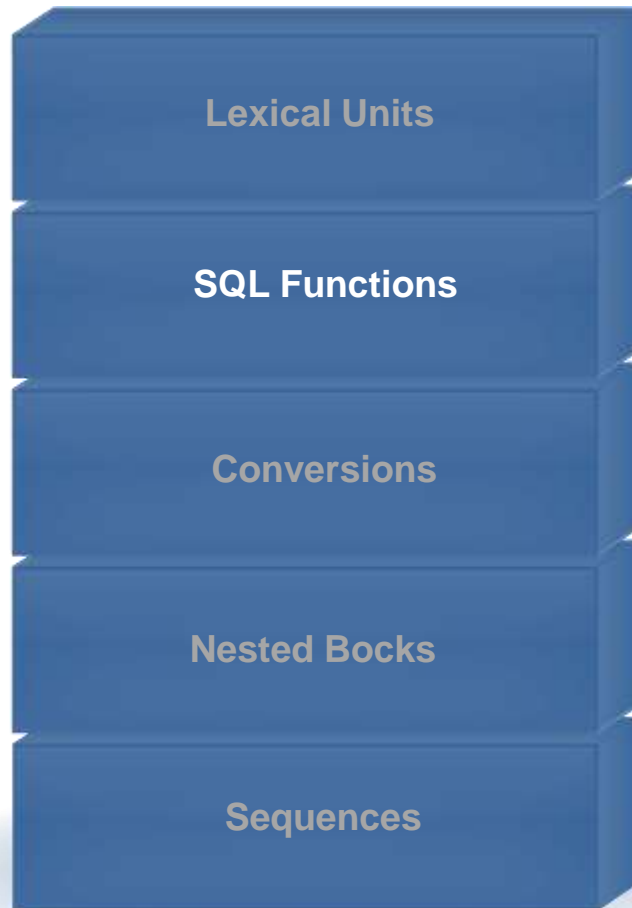 Lexical Units
SQL Functions
Conversions
Nested Bocks
Sequences